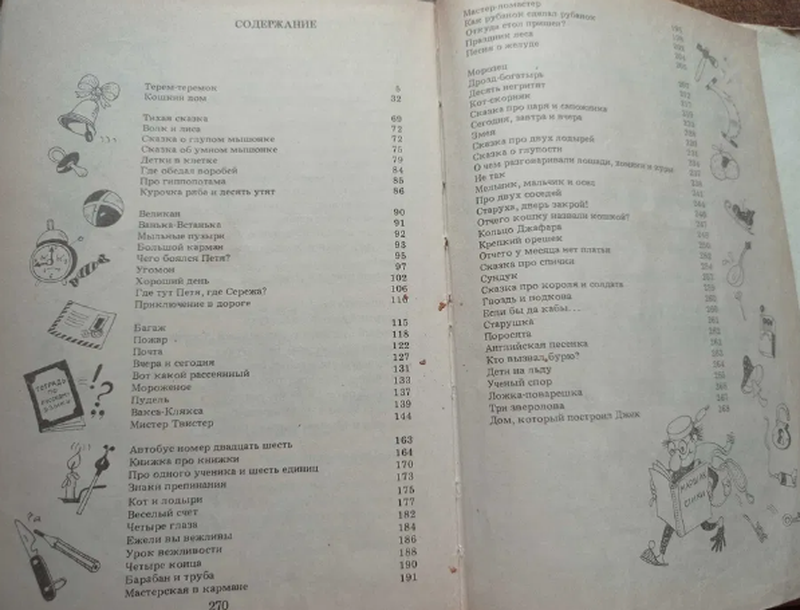 СОДЕРЖАНИЕ
Терем-теремок 5
Кошкин дом 32
Тихая сказка 69
Волк и лиса 72
Сказка о глупом мышонке 72
Сказка об умном мышонке 75
Детки в клетке 79
Где обедал воробей 84
Про гиппопотама 85
Курочка ряба и десять утят 86
Великан 90
Ванька-Встанька 91
Мыльные пузыри 92
Большой карман 93
Чего боялся Петя? 95
Угомон 97
Хороший день 102
Где тут Петя, где Сережа? 106
Приключение в дороге 110
Багаж 115
Пожар 118
Почта 122
Вчера и сегодня 127
Вот какой рассеянный 131
Мороженое 133
Пудель 137
Вакса-Клякса 139
Мистер Твистер 144
Автобус номер двадцать шесть 163
Книжка про книжки 164
Про одного ученика и шесть единиц 170
Знаки препинания 173
Кот и лодыри 175
Веселый счет 177
Четыре глаза 182
Ежели вы вежливы 184
Урок вежливости 186
Четыре конца 188
Барабан и труба 190
Мастерская в кармане 191
270
ТЕТРАДЬ ПО РУССКОМУ ЯЗЫКУ
Мастер-ломастер
Как рубанок сделал рубанок
Откуда стол пришел?
Праздник леса
Песня о желуде
Морозец
Дрозд-богатырь
Десять негритят
Кот-скорняк
Сказка про царя и сапожника
Сегодня, завтра и вчера
Змея
Сказка про двух лодырей
Сказка о глупости
О чем разговаривали лошади, хомяки и куры
Не так
Мельник, мальчик и осел
Про двух соседей
Старуха, дверь закрой!
Отчего кошку назвали кошкой?
Кольцо Джафара
Крепкий орешек
Отчего у месяца нет платья
Сказка про спички
Сундук
Сказка про короля и солдата
Гвоздь и подкова
Если бы да кабы...
Старушка
Поросята
Английская песенка
Кто вызвал бурю?
Дети на льду
Ученый спор
Ложка-поварешка
Три зверолова
Дом, который построил Джек
МАРШАК
СТИХИ